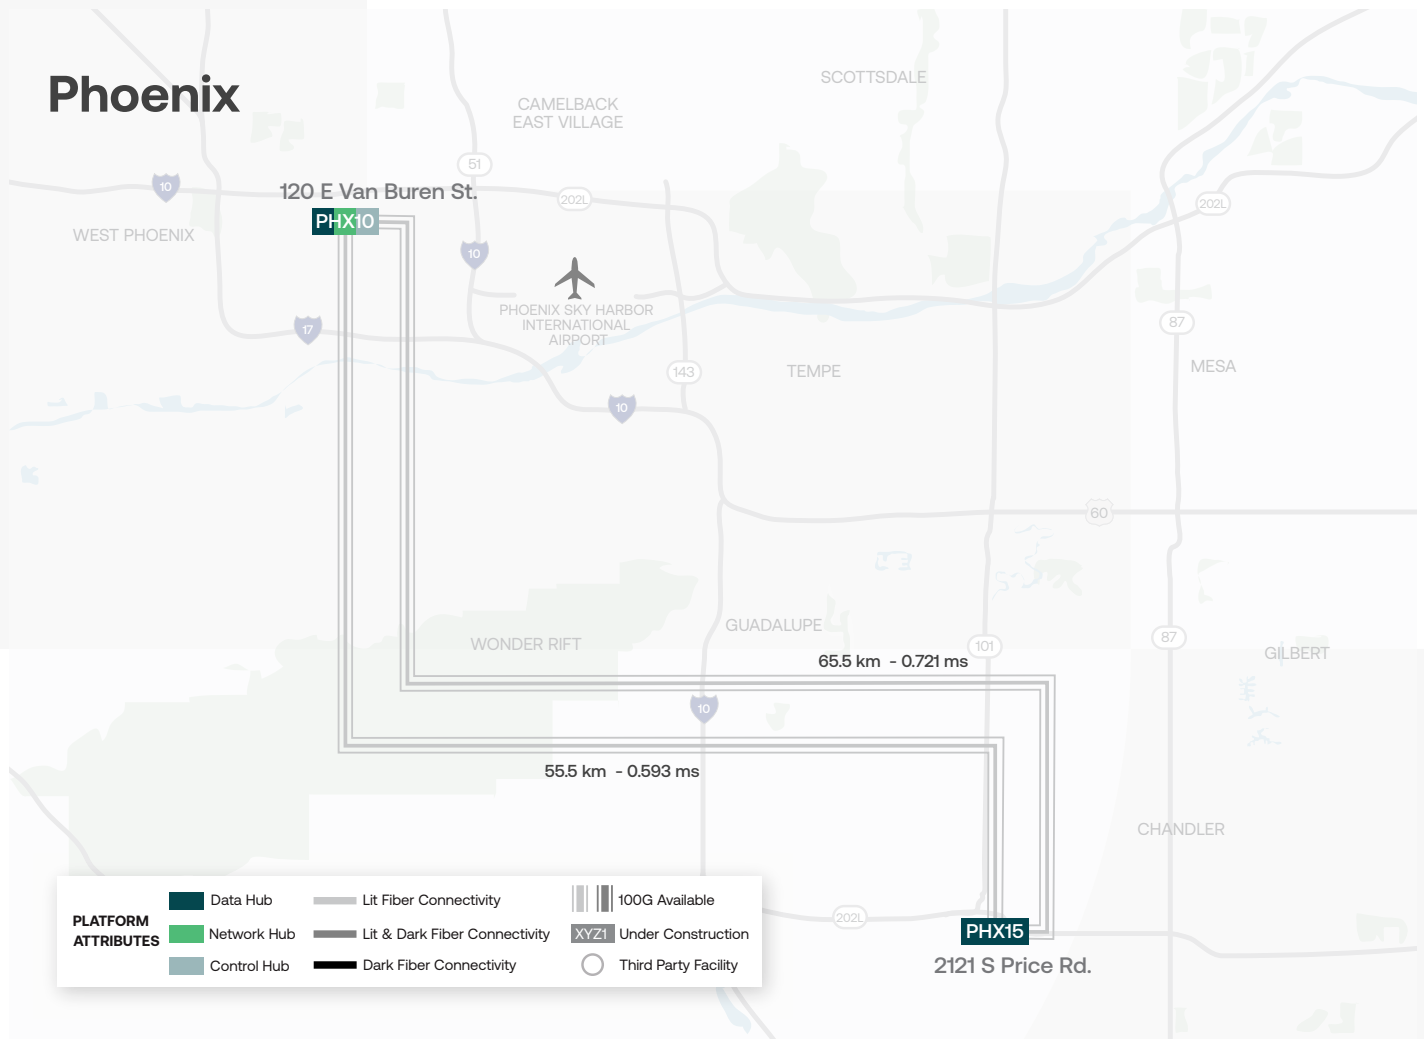 Phoenix
SCOTTSDALE
CAMELBACK
EAST VILLAGE
51
10
120 E Van Buren St.
202L
202L
PHX10
WEST PHOENIX
10
PHOENIX SKY HARBOR
INTERNATIONAL
AIRPORT
17
87
143
TEMPE
MESA
10
60
GUADALUPE
WONDER RIFT
87
101
GILBERT
65.5 km - 0.721 ms
10
55.5 km - 0.593 ms
CHANDLER
PLATFORM
ATTRIBUTES
Data Hub
Lit Fiber Connectivity
100G Available
Network Hub
Lit & Dark Fiber Connectivity
XYZ1 Under Construction
Control Hub
Dark Fiber Connectivity
Third Party Facility
202L
PHX15
2121 S Price Rd.